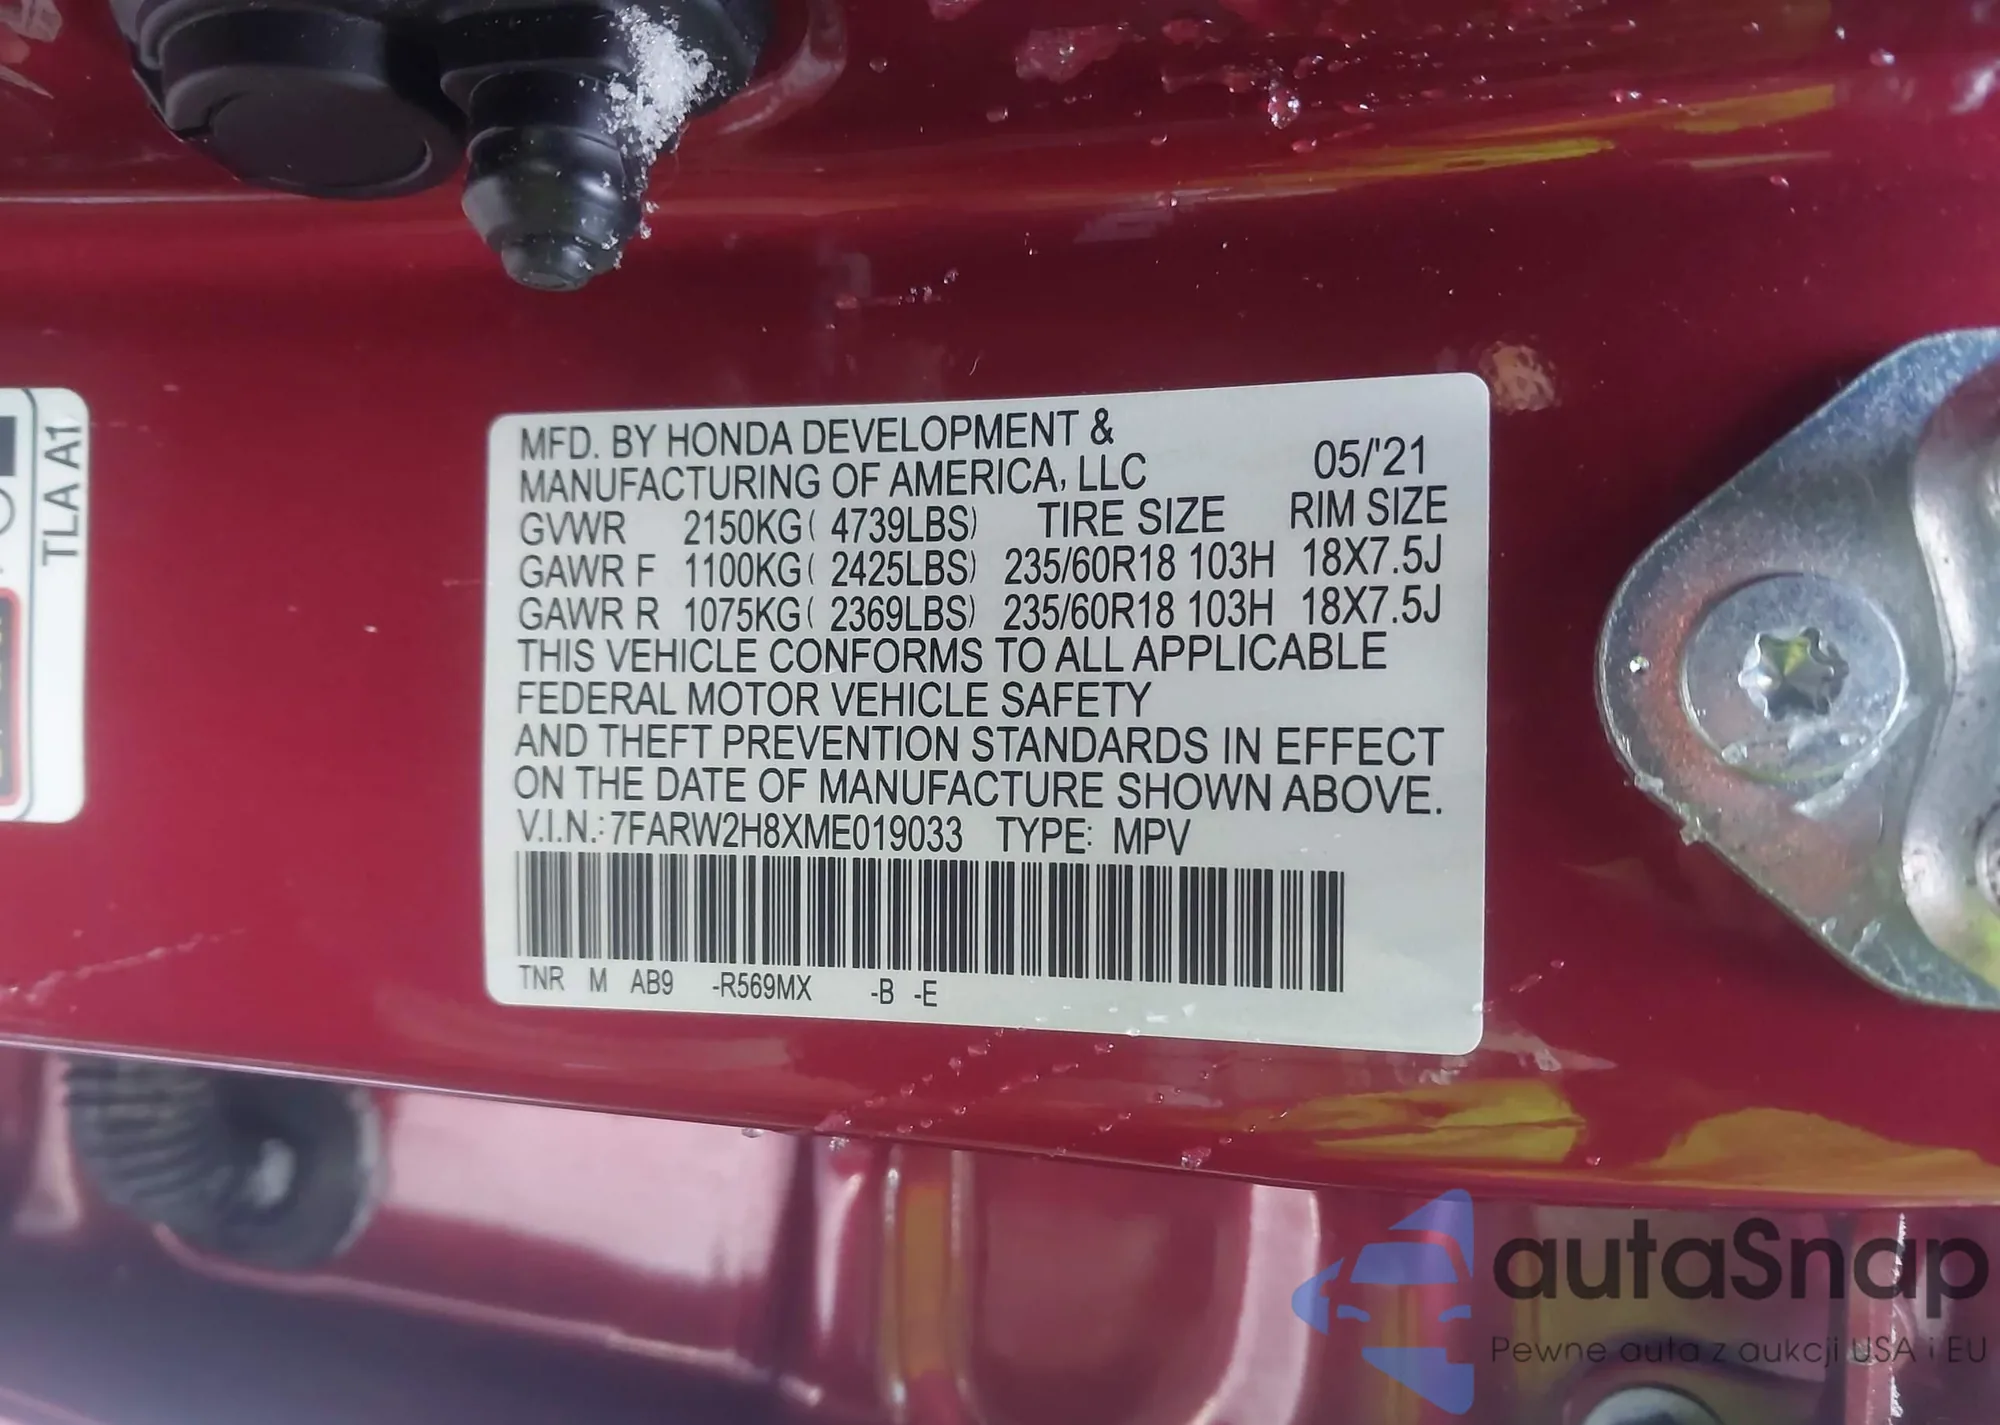 TLA A1
MFD. BY HONDA DEVELOPMENT &
MANUFACTURING OF AMERICA, LLC 05/'21
GVWR 2150KG( 4739LBS) TIRE SIZE RIM SIZE
GAWR F 1100KG( 2425LBS) 235/60R18 103H 18X7.5J
GAWR R 1075KG( 2369LBS) 235/60R18 103H 18X7.5J
THIS VEHICLE CONFORMS TO ALL APPLICABLE
FEDERAL MOTOR VEHICLE SAFETY
AND THEFT PREVENTION STANDARDS IN EFFECT
ON THE DATE OF MANUFACTURE SHOWN ABOVE.
V.I.N.: 7FARW2H8XME019033 TYPE: MPV
TNR M AB9 -R569MX -B -E
autaSnap
Pewne auta z aukcji USA i EU